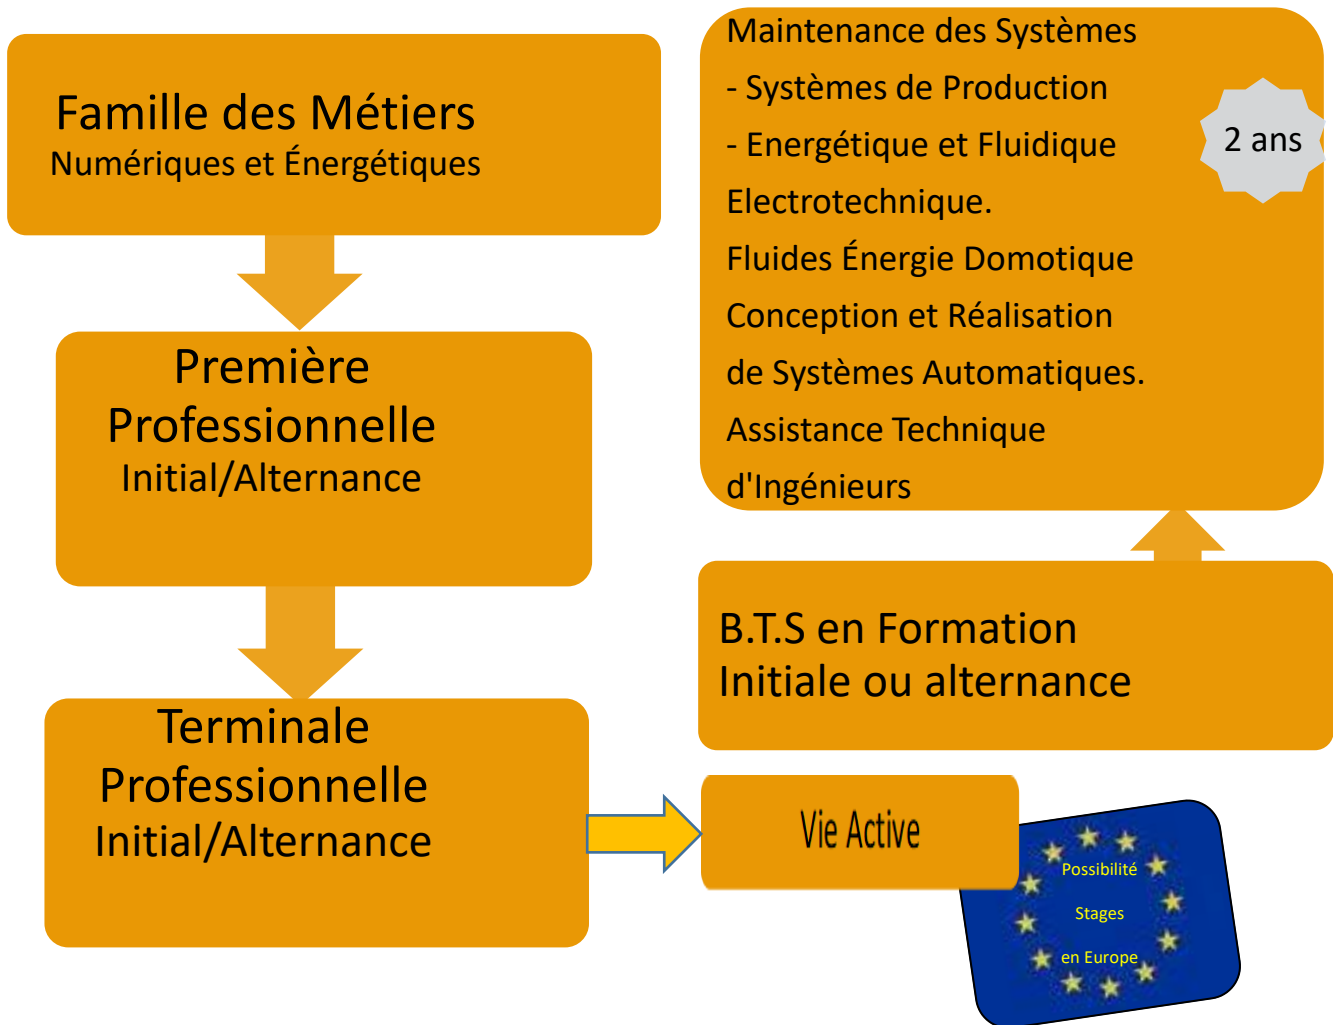 Famille des Métiers
Numériques et Énergétiques
Première
Professionnelle
Initial/Alternance
Terminale
Professionnelle
Initial/Alternance
Maintenance des Systèmes
- Systèmes de Production
- Energétique et Fluidique
Electrotechnique.
Fluides Énergie Domotique
Conception et Réalisation
de Systèmes Automatiques.
Assistance Technique
d'Ingénieurs
2 ans
B.T.S en Formation
Initiale ou alternance
Vie Active
Possibilité
Stages
en Europe